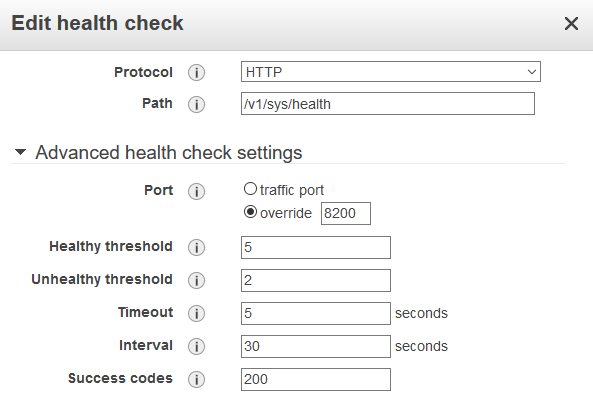 Edit health check
Protocol i HTTP
Path i /v1/sys/health
Advanced health check settings
Port i traffic port
override 8200
Healthy threshold i 5
Unhealthy threshold i 2
Timeout i 5 seconds
Interval i 30 seconds
Success codes i 200